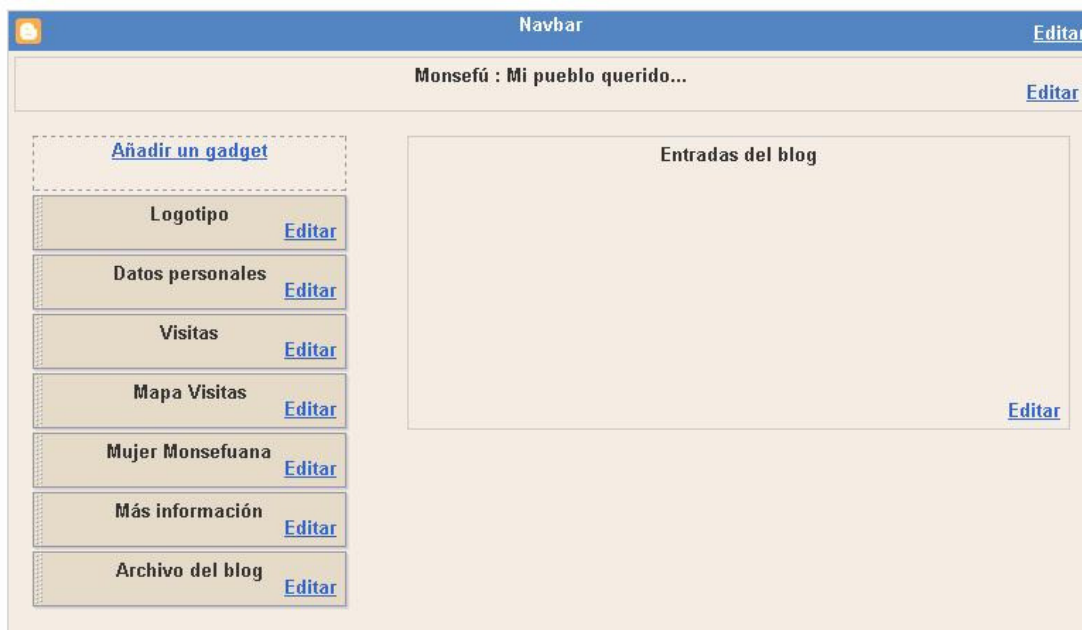 Navbar
Editar
Monsefú : Mi pueblo querido...
Editar
Añadir un gadget
Logotipo
Editar
Datos personales
Editar
Visitas
Editar
Mapa Visitas
Editar
Mujer Monsefuana
Editar
Más información
Editar
Archivo del blog
Editar
Entradas del blog
Editar